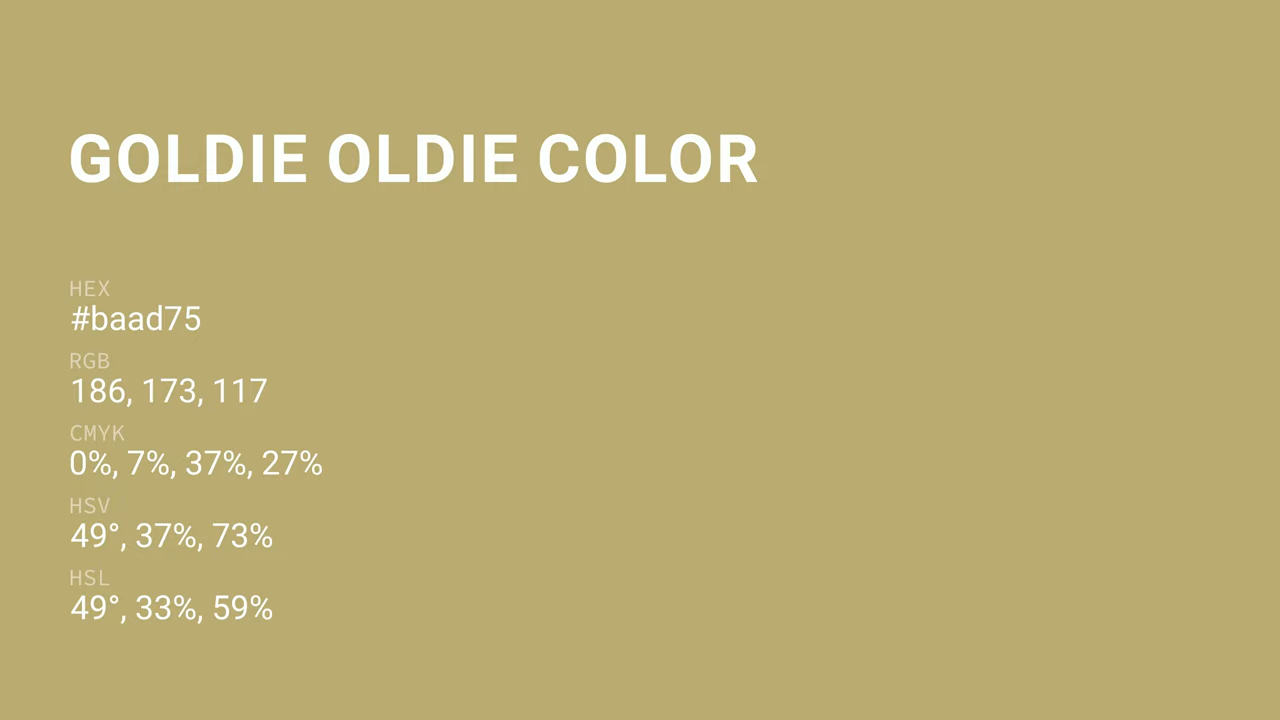 GOLDIE OLDIE COLOR
HEX
#baad75
RGB
186, 173, 117
CMYK
0%, 7%, 37%, 27%
HSV
49°, 37%, 73%
HSL
49°, 33%, 59%